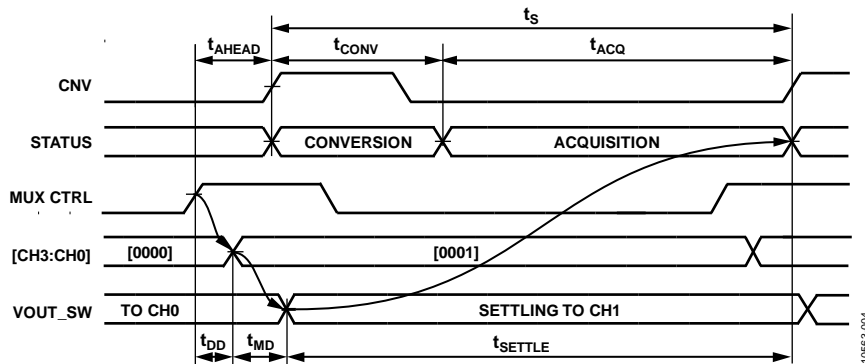 tS
tAHEAD tCONV tACQ
CNV
STATUS CONVERSION ACQUISITION
MUX CTRL
[CH3:CH0] [0000] [0001]
VOUT_SW TO CH0 SETTLING TO CH1
tDD tMD tSETTLE